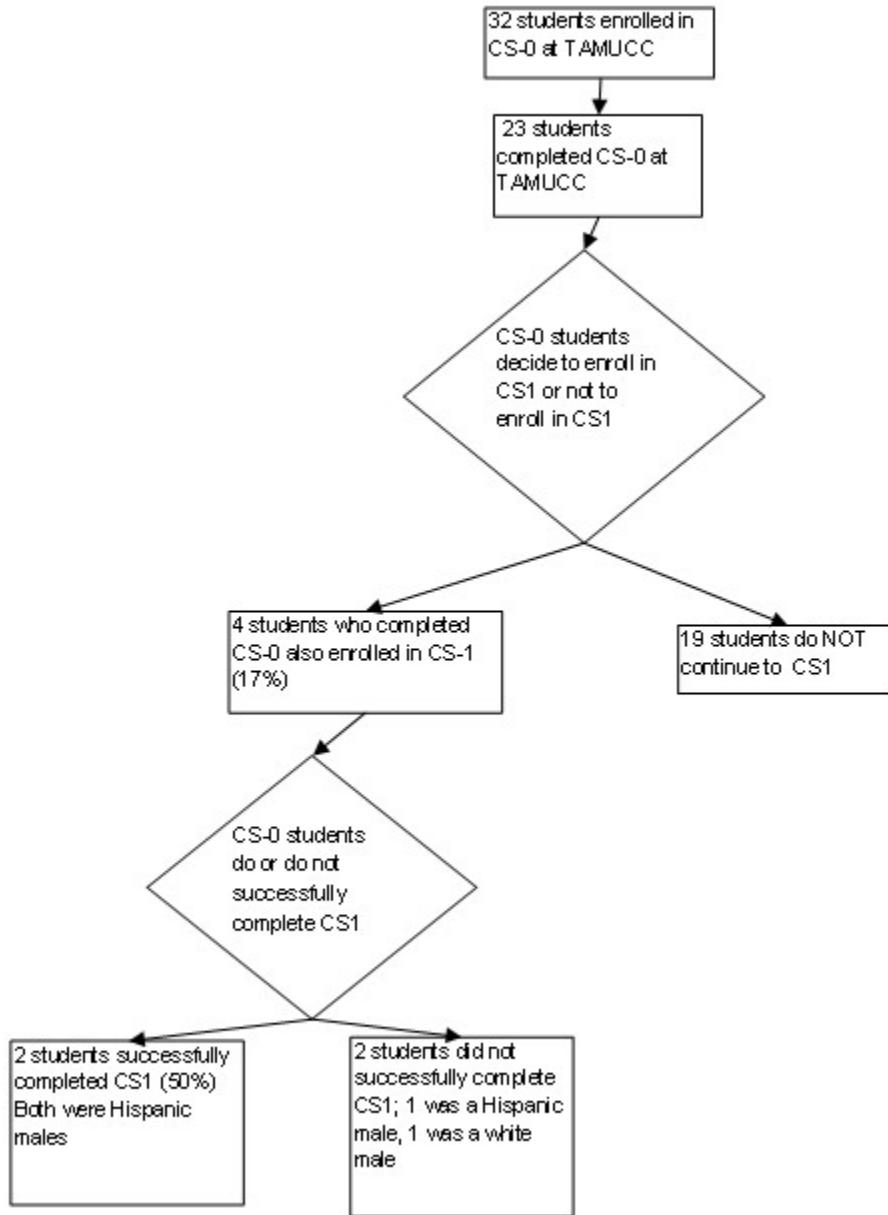 32 students enrolled in
CS-0 at TAMUCC
23 students
completed CS-0 at
TAMUCC
CS-0 students
decide to enroll in
CS1 or not to
enroll in CS1
4 students who completed
CS-0 also enrolled in CS-1
(17%)
19 students do NOT
continue to CS1
CS-0 students
do or do not
successfully
complete CS1
2 students successfully
completed CS1 (50%)
Both were Hispanic
males
2 students did not
successfully complete
CS1; 1 was a Hispanic
male, 1 was a white
male